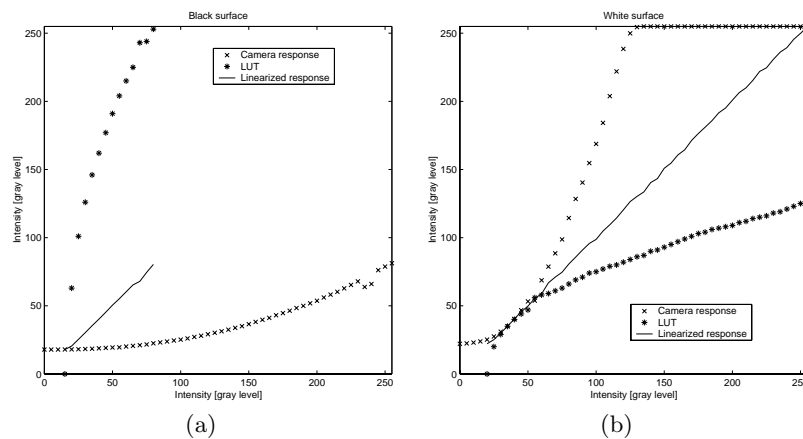 Black surface
250
200
150
100
50
0
Intensity [gray level]
× Camera response
* LUT
Linearized response
0 50 100 150 200 250
Intensity [gray level]
(a)
White surface
250
200
150
100
50
0
Intensity [gray level]
× Camera response
* LUT
Linearized response
0 50 100 150 200 250
Intensity [gray level]
(b)